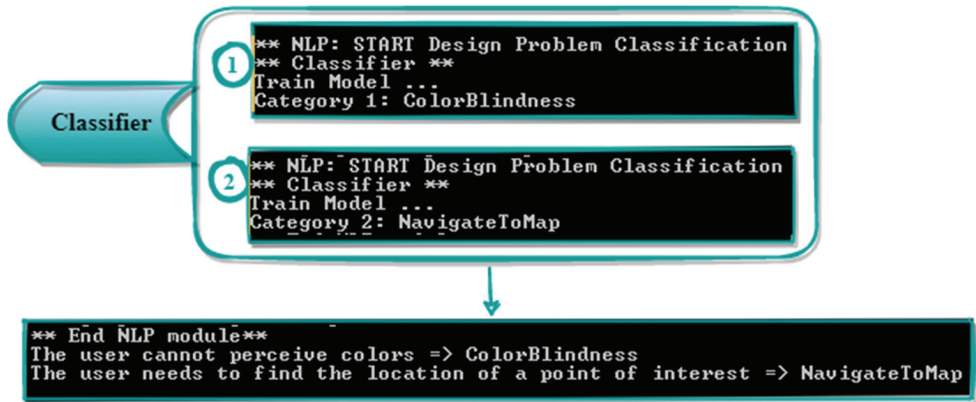 Classifier
1
** NLP: START Design Problem Classification
** Classifier **
Train Model ...
Category 1: ColorBlindness
2
** NLP: START Design Problem Classification
** Classifier **
Train Model ...
Category 2: NavigateToMap
** End NLP module**
The user cannot perceive colors => ColorBlindness
The user needs to find the location of a point of interest => NavigateToMap